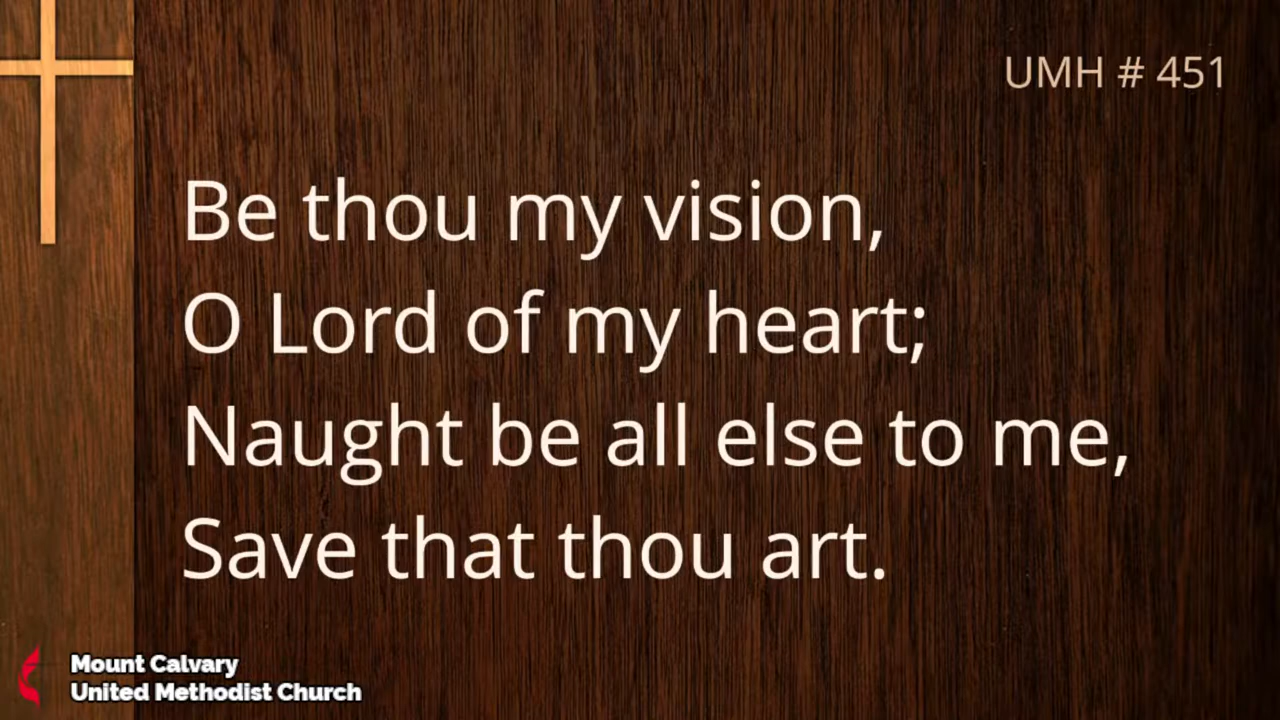 UMH # 451
Be thou my vision,
O Lord of my heart;
Naught be all else to me,
Save that thou art.
Mount Calvary
United Methodist Church